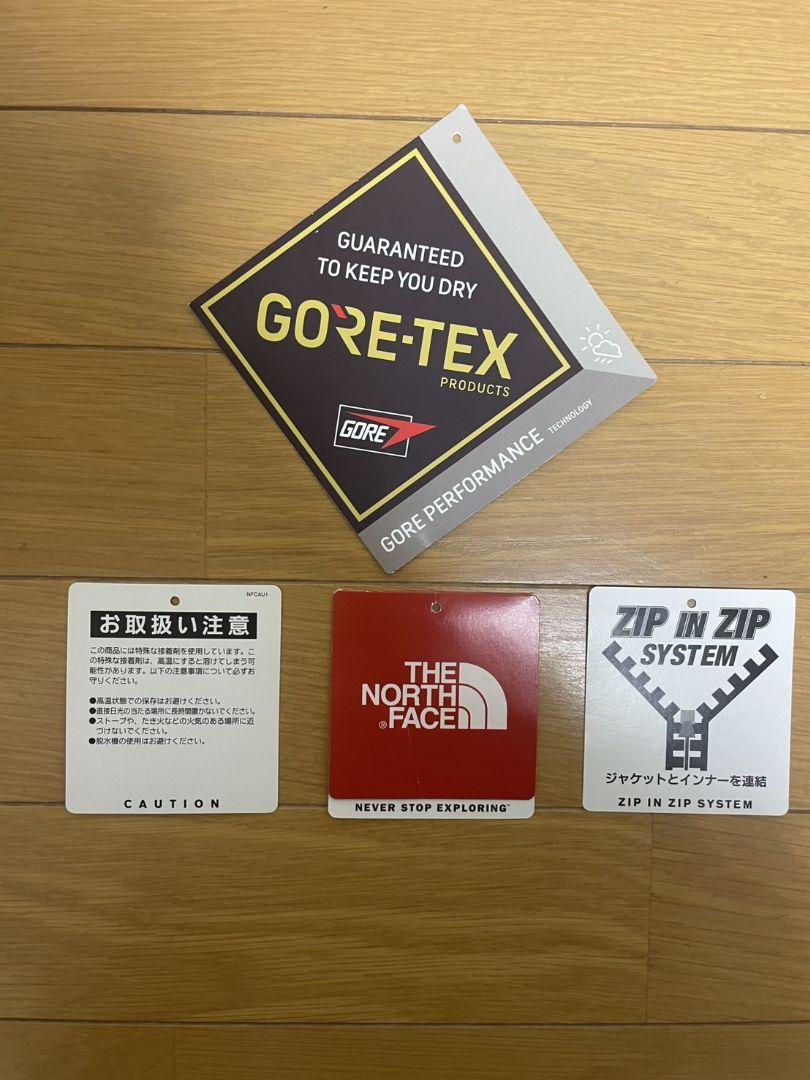 GUARANTEED
TO KEEP YOU DRY
GORE-TEX
PRODUCTS
GORE
GORE PERFORMANCE TECHNOLOGY
NFCAU1
お取扱い注意
この商品には特殊な接着剤を使用しています。こ
の特殊な接着剤は、高温にすると溶けてしまう可
能性があります。以下の注意事項について必ずお
守りください。
●高温状態での保存はお避けください。
●直接日光の当たる場所に長時間置かないでください。
●ストーブや、たき火などの火気のある場所に近
づけないでください。
●脱水機の使用はお避けください。
CAUTION
THE
NORTH
®FACE
NEVER STOP EXPLORING™
ZIP IN ZIP
SYSTEM
ジャケットとインナーを連結
ZIP IN ZIP SYSTEM